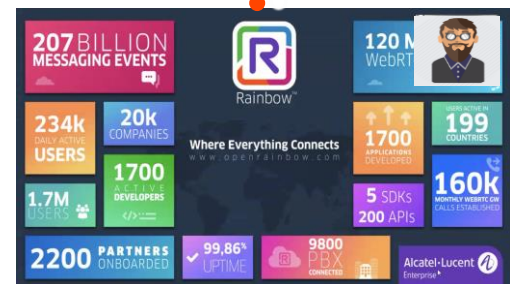 207 BILLION
MESSAGING EVENTS
120 M
WebRT
Rainbow™
234k
DAILY ACTIVE
USERS
20k
COMPANIES
Where Everything Connects
www.openrainbow.com
1700
APPLICATIONS
DEVELOPED
USERS ACTIVE IN
199
COUNTRIES
1700
ACTIVE
DEVELOPERS
</>
1.7M
USERS
5 SDKs
200 APIs
160k
MONTHLY WEBRTC GW
CALLS ESTABLISHED
2200 PARTNERS
ONBOARDED
99,86%
UPTIME
9800
PBX
CONNECTED
Alcatel·Lucent
Enterprise